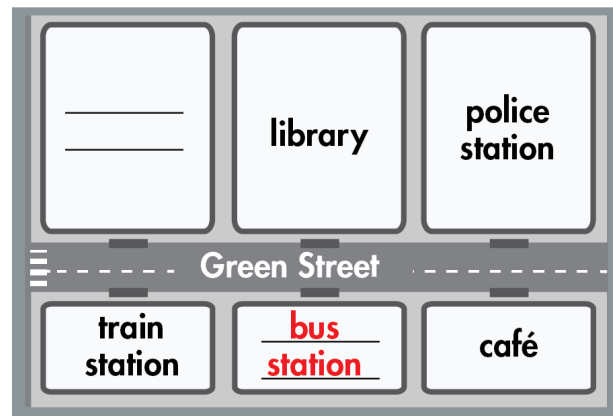 library
police
station
Green Street
train
station
bus
station
café